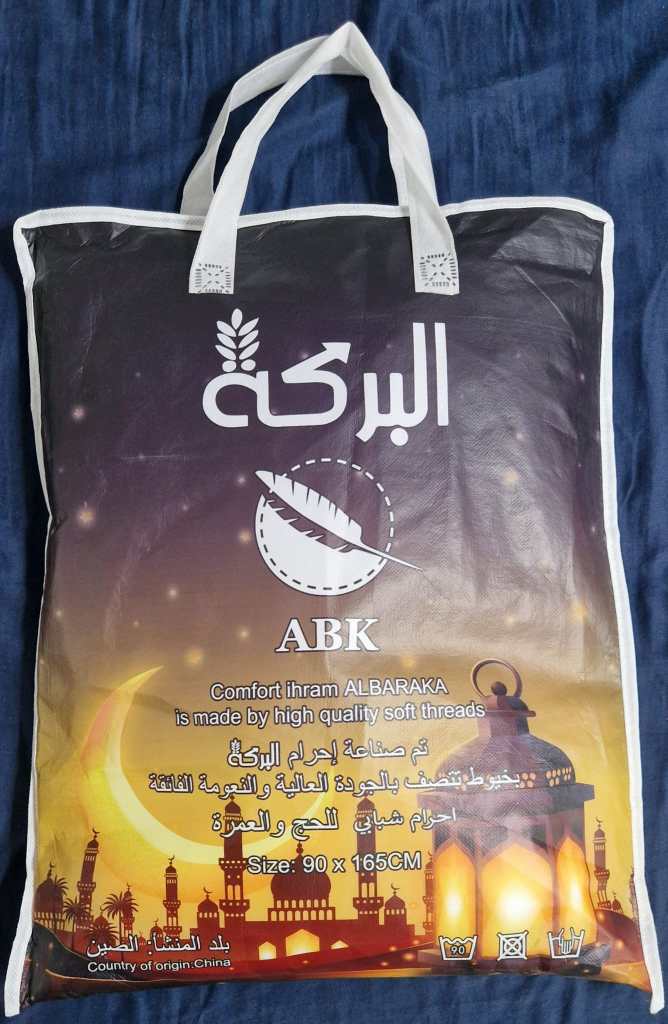 البركة
ABK
Comfort ihram ALBARAKA
is made by high quality soft threads
تم صناعة إحرام البركة
بخيوط تتصف بالجودة العالية والنعومة الفائقة
احرام شبابي للحج والعمرة
Size: 90 x 165CM
بلد المنشأ: الصين
Country of origin:China
90